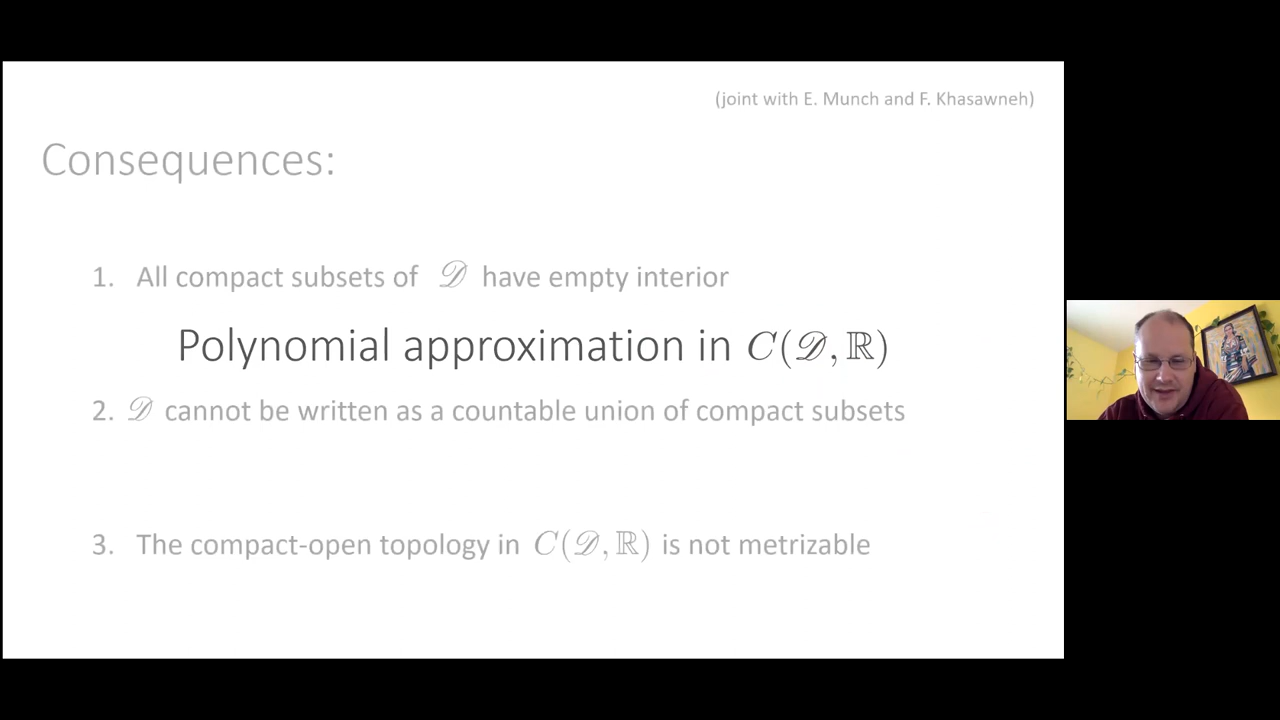 (joint with E. Munch and F. Khasawneh)
Consequences:
1. All compact subsets of 𝒟 have empty interior
Polynomial approximation in C(𝒟, ℝ)
2. 𝒟 cannot be written as a countable union of compact subsets
3. The compact-open topology in C(𝒟, ℝ) is not metrizable